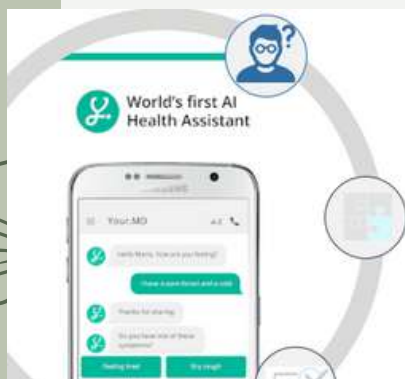 World's first AI
Health Assistant
Your.MD
Hello Maria, how are you feeling?
I have a sore throat and a cold
Thanks for sharing.
Do you have one of these
symptoms?
Feeling tired
Dry cough